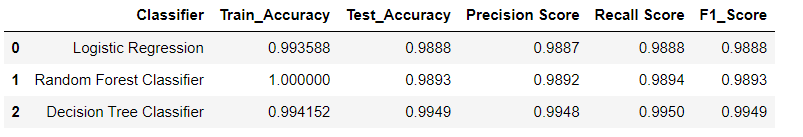 Classifier Train_Accuracy Test_Accuracy Precision Score Recall Score F1_Score
0 Logistic Regression 0.993588 0.9888 0.9887 0.9888 0.9888
1 Random Forest Classifier 1.000000 0.9893 0.9892 0.9894 0.9893
2 Decision Tree Classifier 0.994152 0.9949 0.9948 0.9950 0.9949